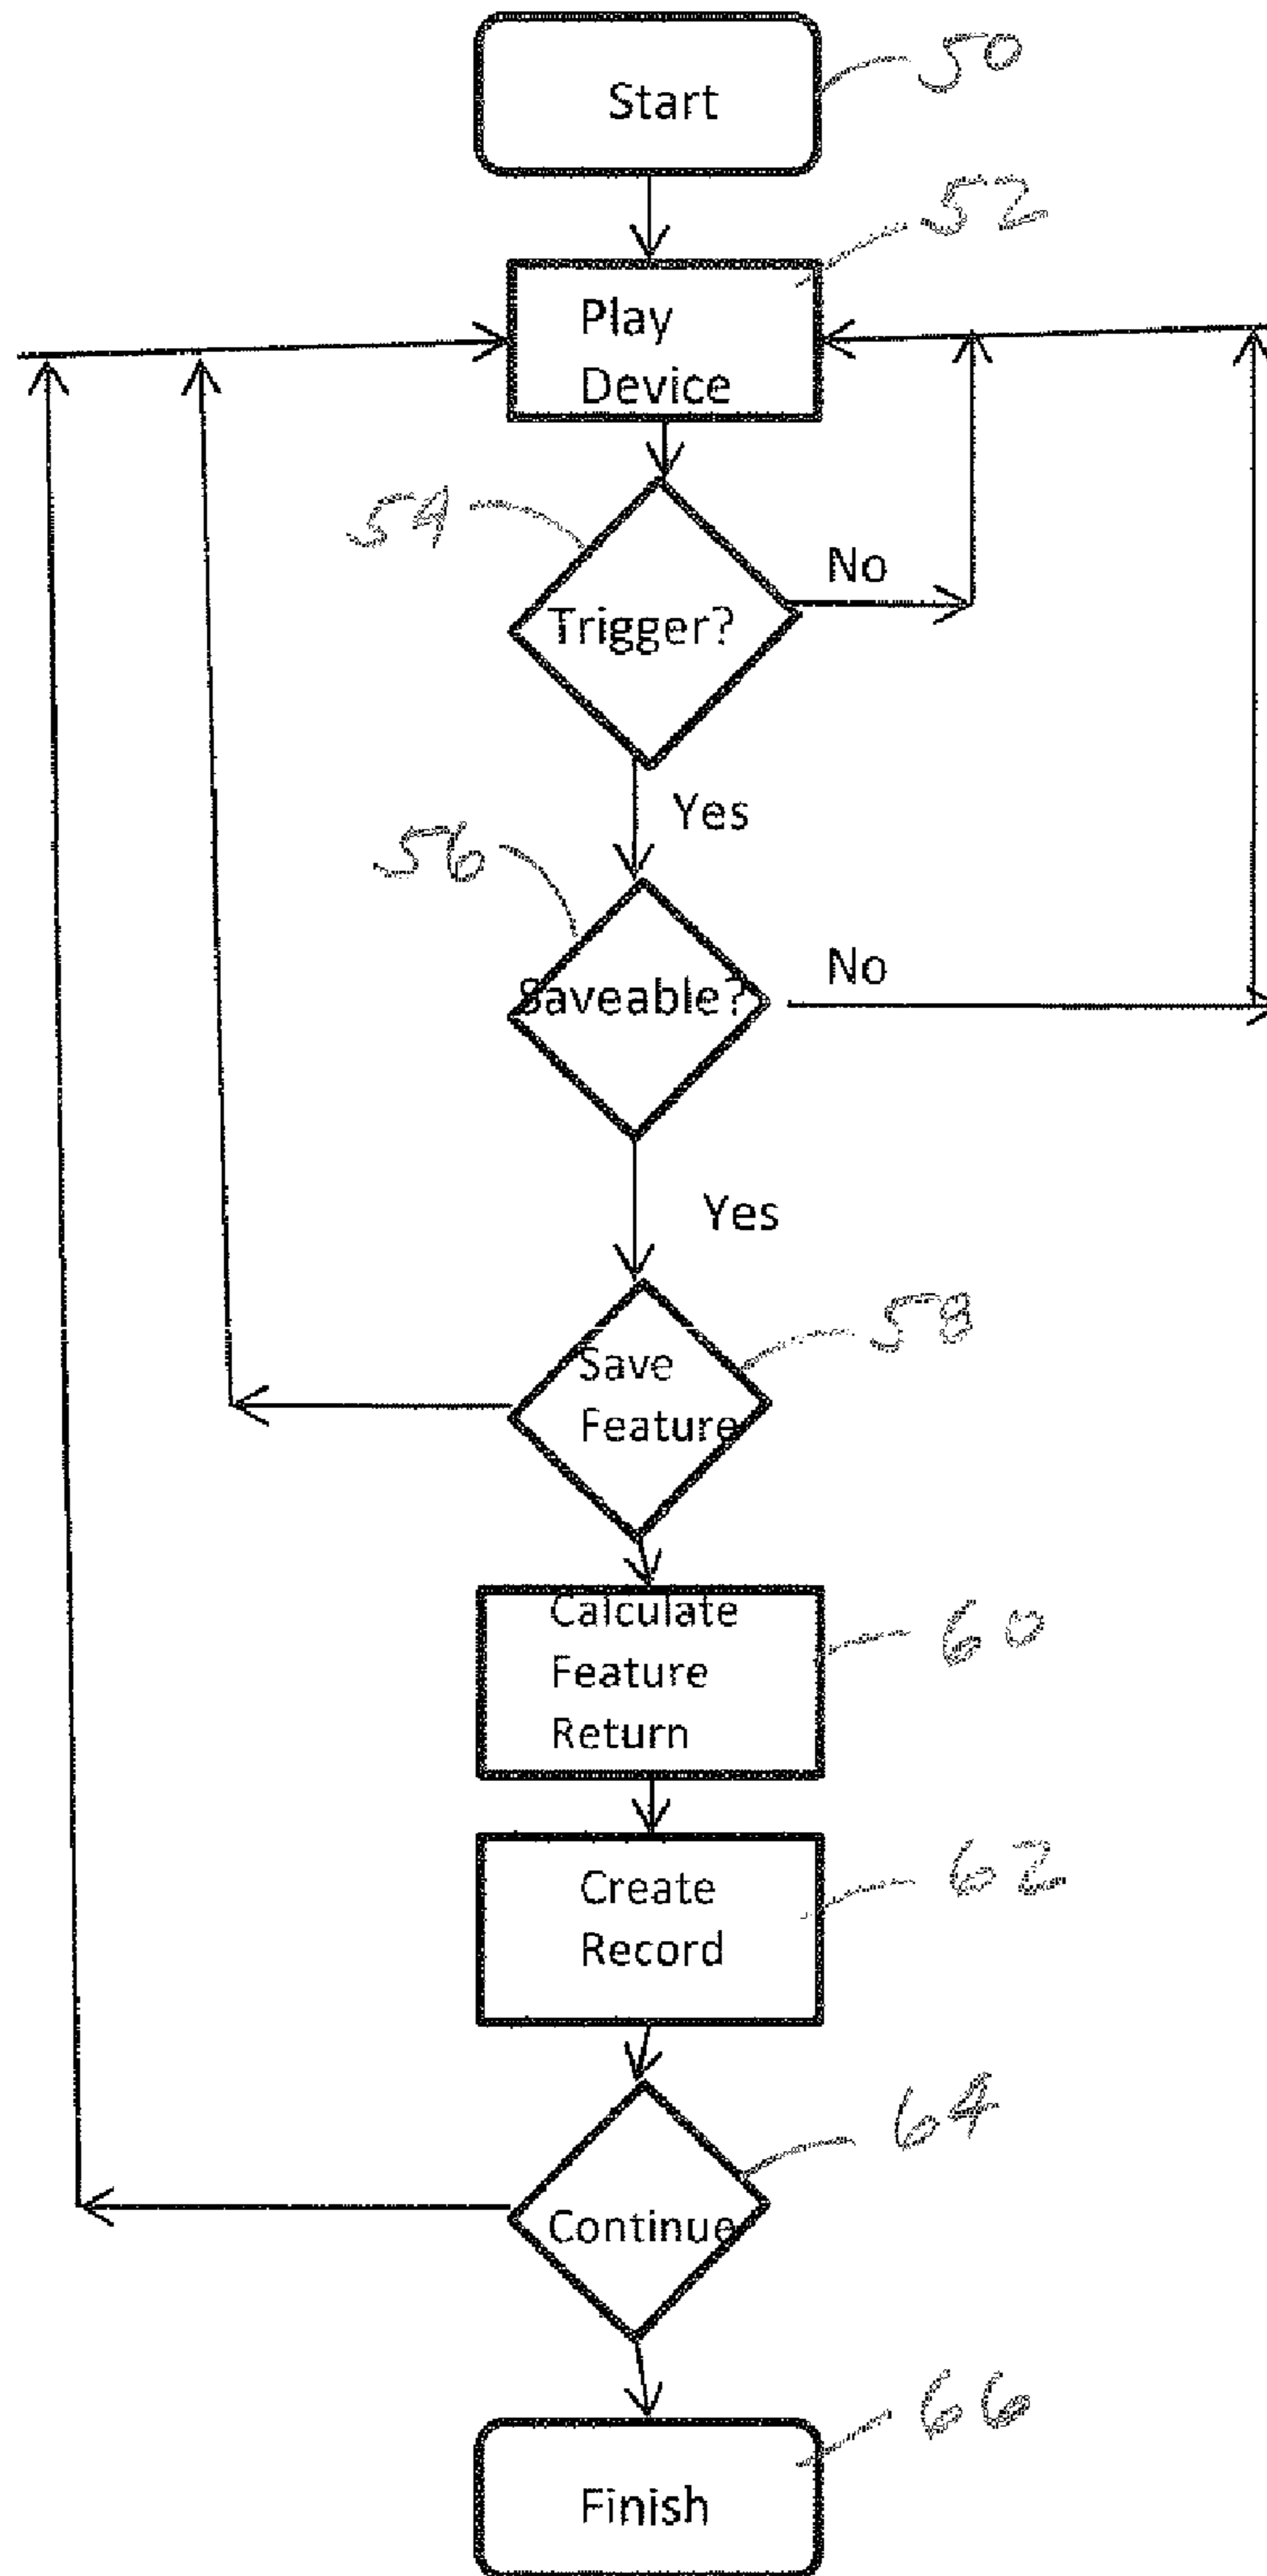 Start
50
52
Play
Device
54
No
Trigger?
Yes
56
No
Saveable?
Yes
58
Save
Feature
Calculate
60
Feature
Return
62
Create
Record
64
Continue
66
Finish